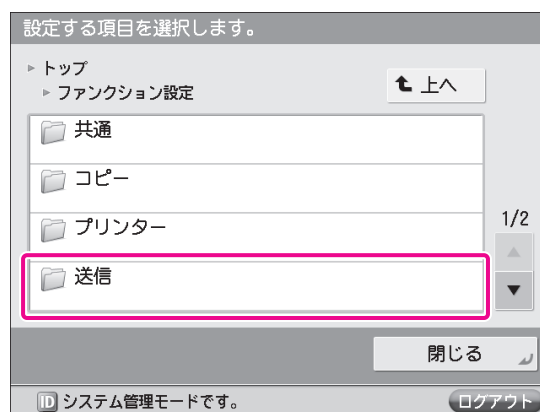 設定する項目を選択します。
トップ
ファンクション設定
上へ
共通
コピー
プリンター
送信
1/2
閉じる
ID システム管理モードです。
ログアウト